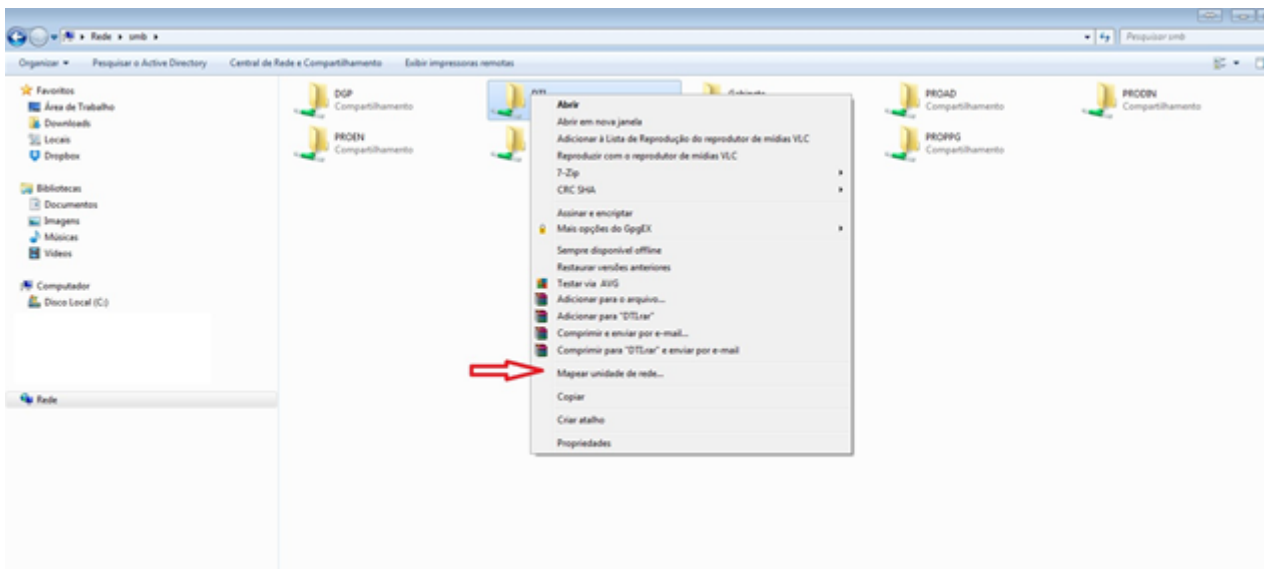 Rede smb
Pesquisar smb
Organizar Pesquisar o Active Directory Central de Rede e Compartilhamento Exibir impressoras remotas
Favoritos
Área de Trabalho
Downloads
Locais
Dropbox
Bibliotecas
Documentos
Imagens
Músicas
Vídeos
Computador
Disco Local (C:)
Rede
DGP
Compartilhamento
DTI
Gabinete
PROAD
Compartilhamento
PRODIN
Compartilhamento
PROEN
Compartilhamento
PROPPG
Compartilhamento
Abrir
Abrir em nova janela
Adicionar à Lista de Reprodução do reprodutor de mídias VLC
Reproduzir com o reprodutor de mídias VLC
7-Zip
CRC SHA
Assinar e encriptar
Mais opções do GpgEX
Sempre disponível offline
Restaurar versões anteriores
Testar via AVG
Adicionar para o arquivo...
Adicionar para "DTI.rar"
Comprimir e enviar por e-mail...
Comprimir para "DTI.rar" e enviar por e-mail
Mapear unidade de rede...
Copiar
Criar atalho
Propriedades